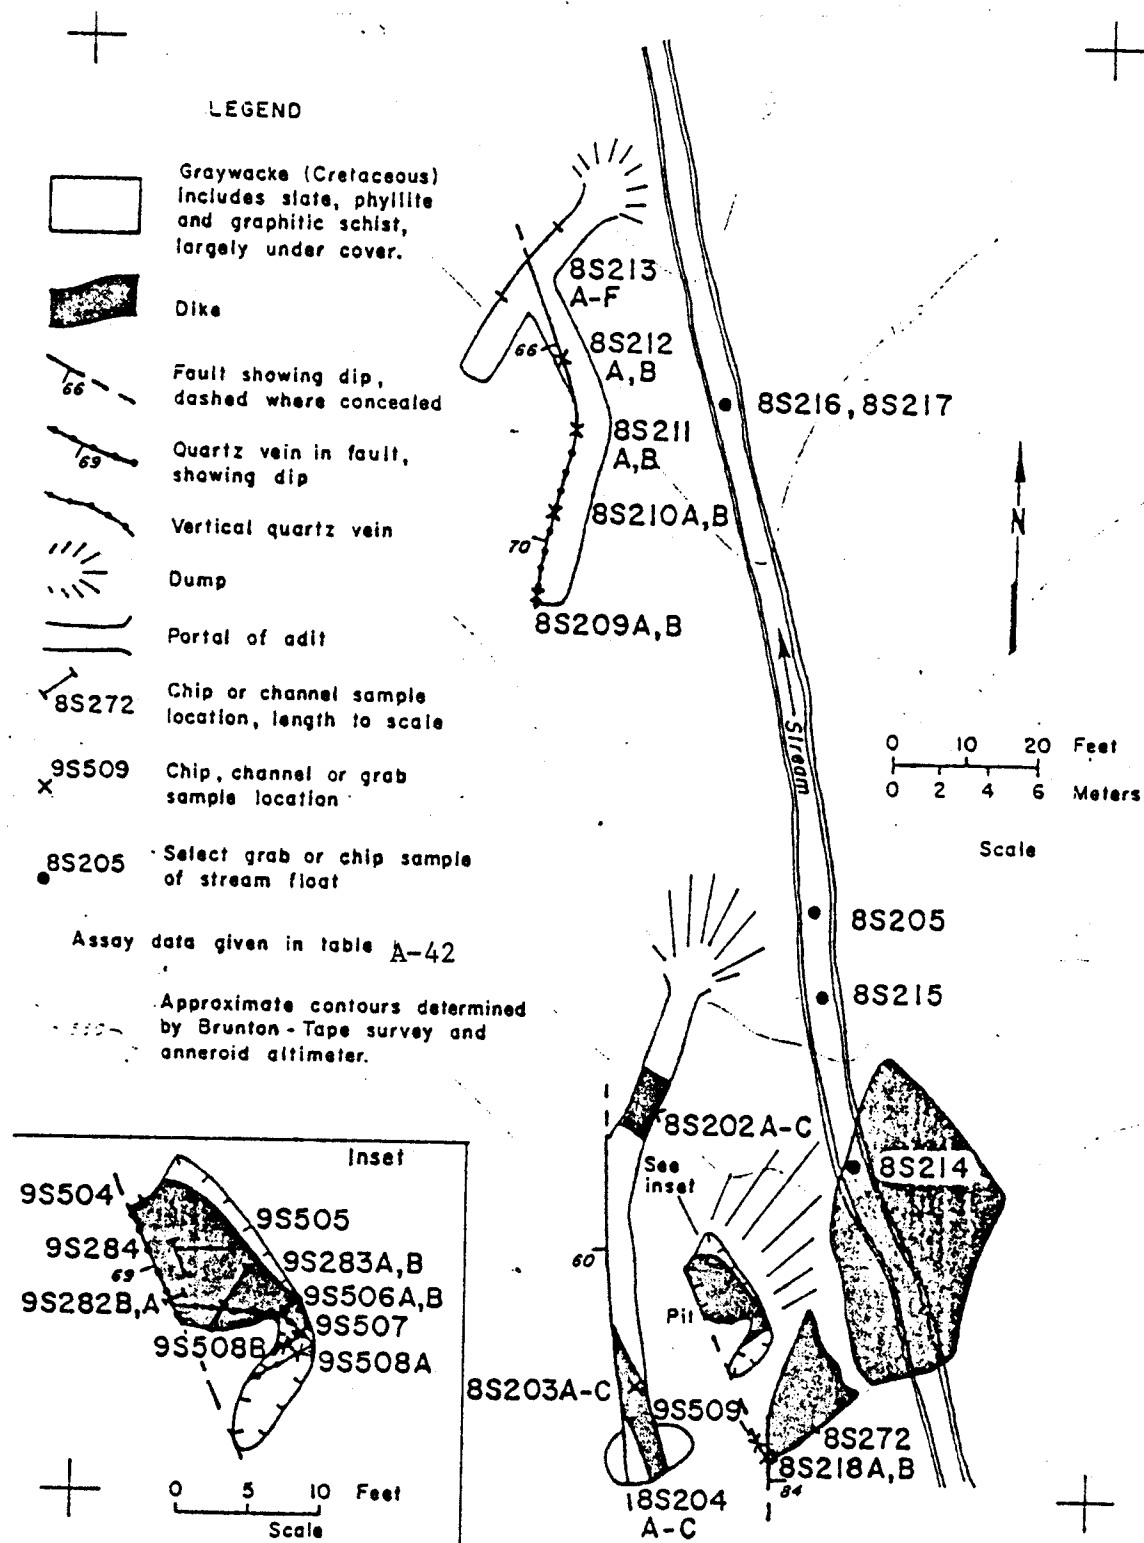 LEGEND
Graywacke (Cretaceous)
includes slate, phyllite
and graphitic schist,
largely under cover.
Dike
66
Fault showing dip,
dashed where concealed
69
Quartz vein in fault,
showing dip
Vertical quartz vein
Dump
Portal of adit
8S272
Chip or channel sample
location, length to scale
9S509
Chip, channel or grab
sample location
8S205
Select grab or chip sample
of stream float
Assay data given in table A-42
Approximate contours determined
by Brunton-Tape survey and
anneroid altimeter.
8S213
A-F
66
8S212
A,B
8S211
A,B
8S210A,B
70
8S209A,B
8S216,8S217
N
Stream
0 10 20 Feet
0 2 4 6 Meters
Scale
8S205
8S215
8S202A-C
8S214
See
inset
60
Pit
8S203A-C
9S509
8S272
8S218A,B
84
8S204
A-C
Inset
9S504
9S505
9S284
69
9S283A,B
9S282B,A
9S506A,B
9S507
9S508B
9S508A
0 5 10 Feet
Scale